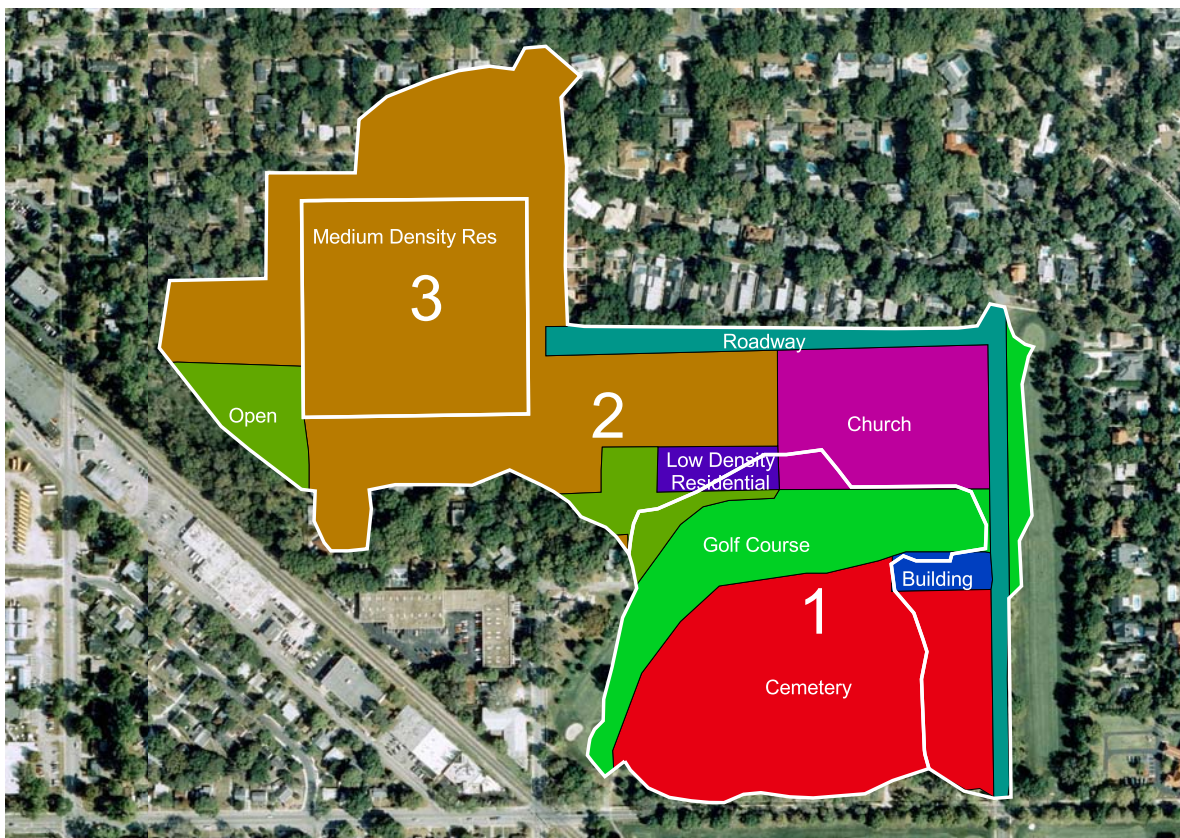 Medium Density Res
3
Roadway
Open
2
Church
Low Density
Residential
Golf Course
Building
1
Cemetery